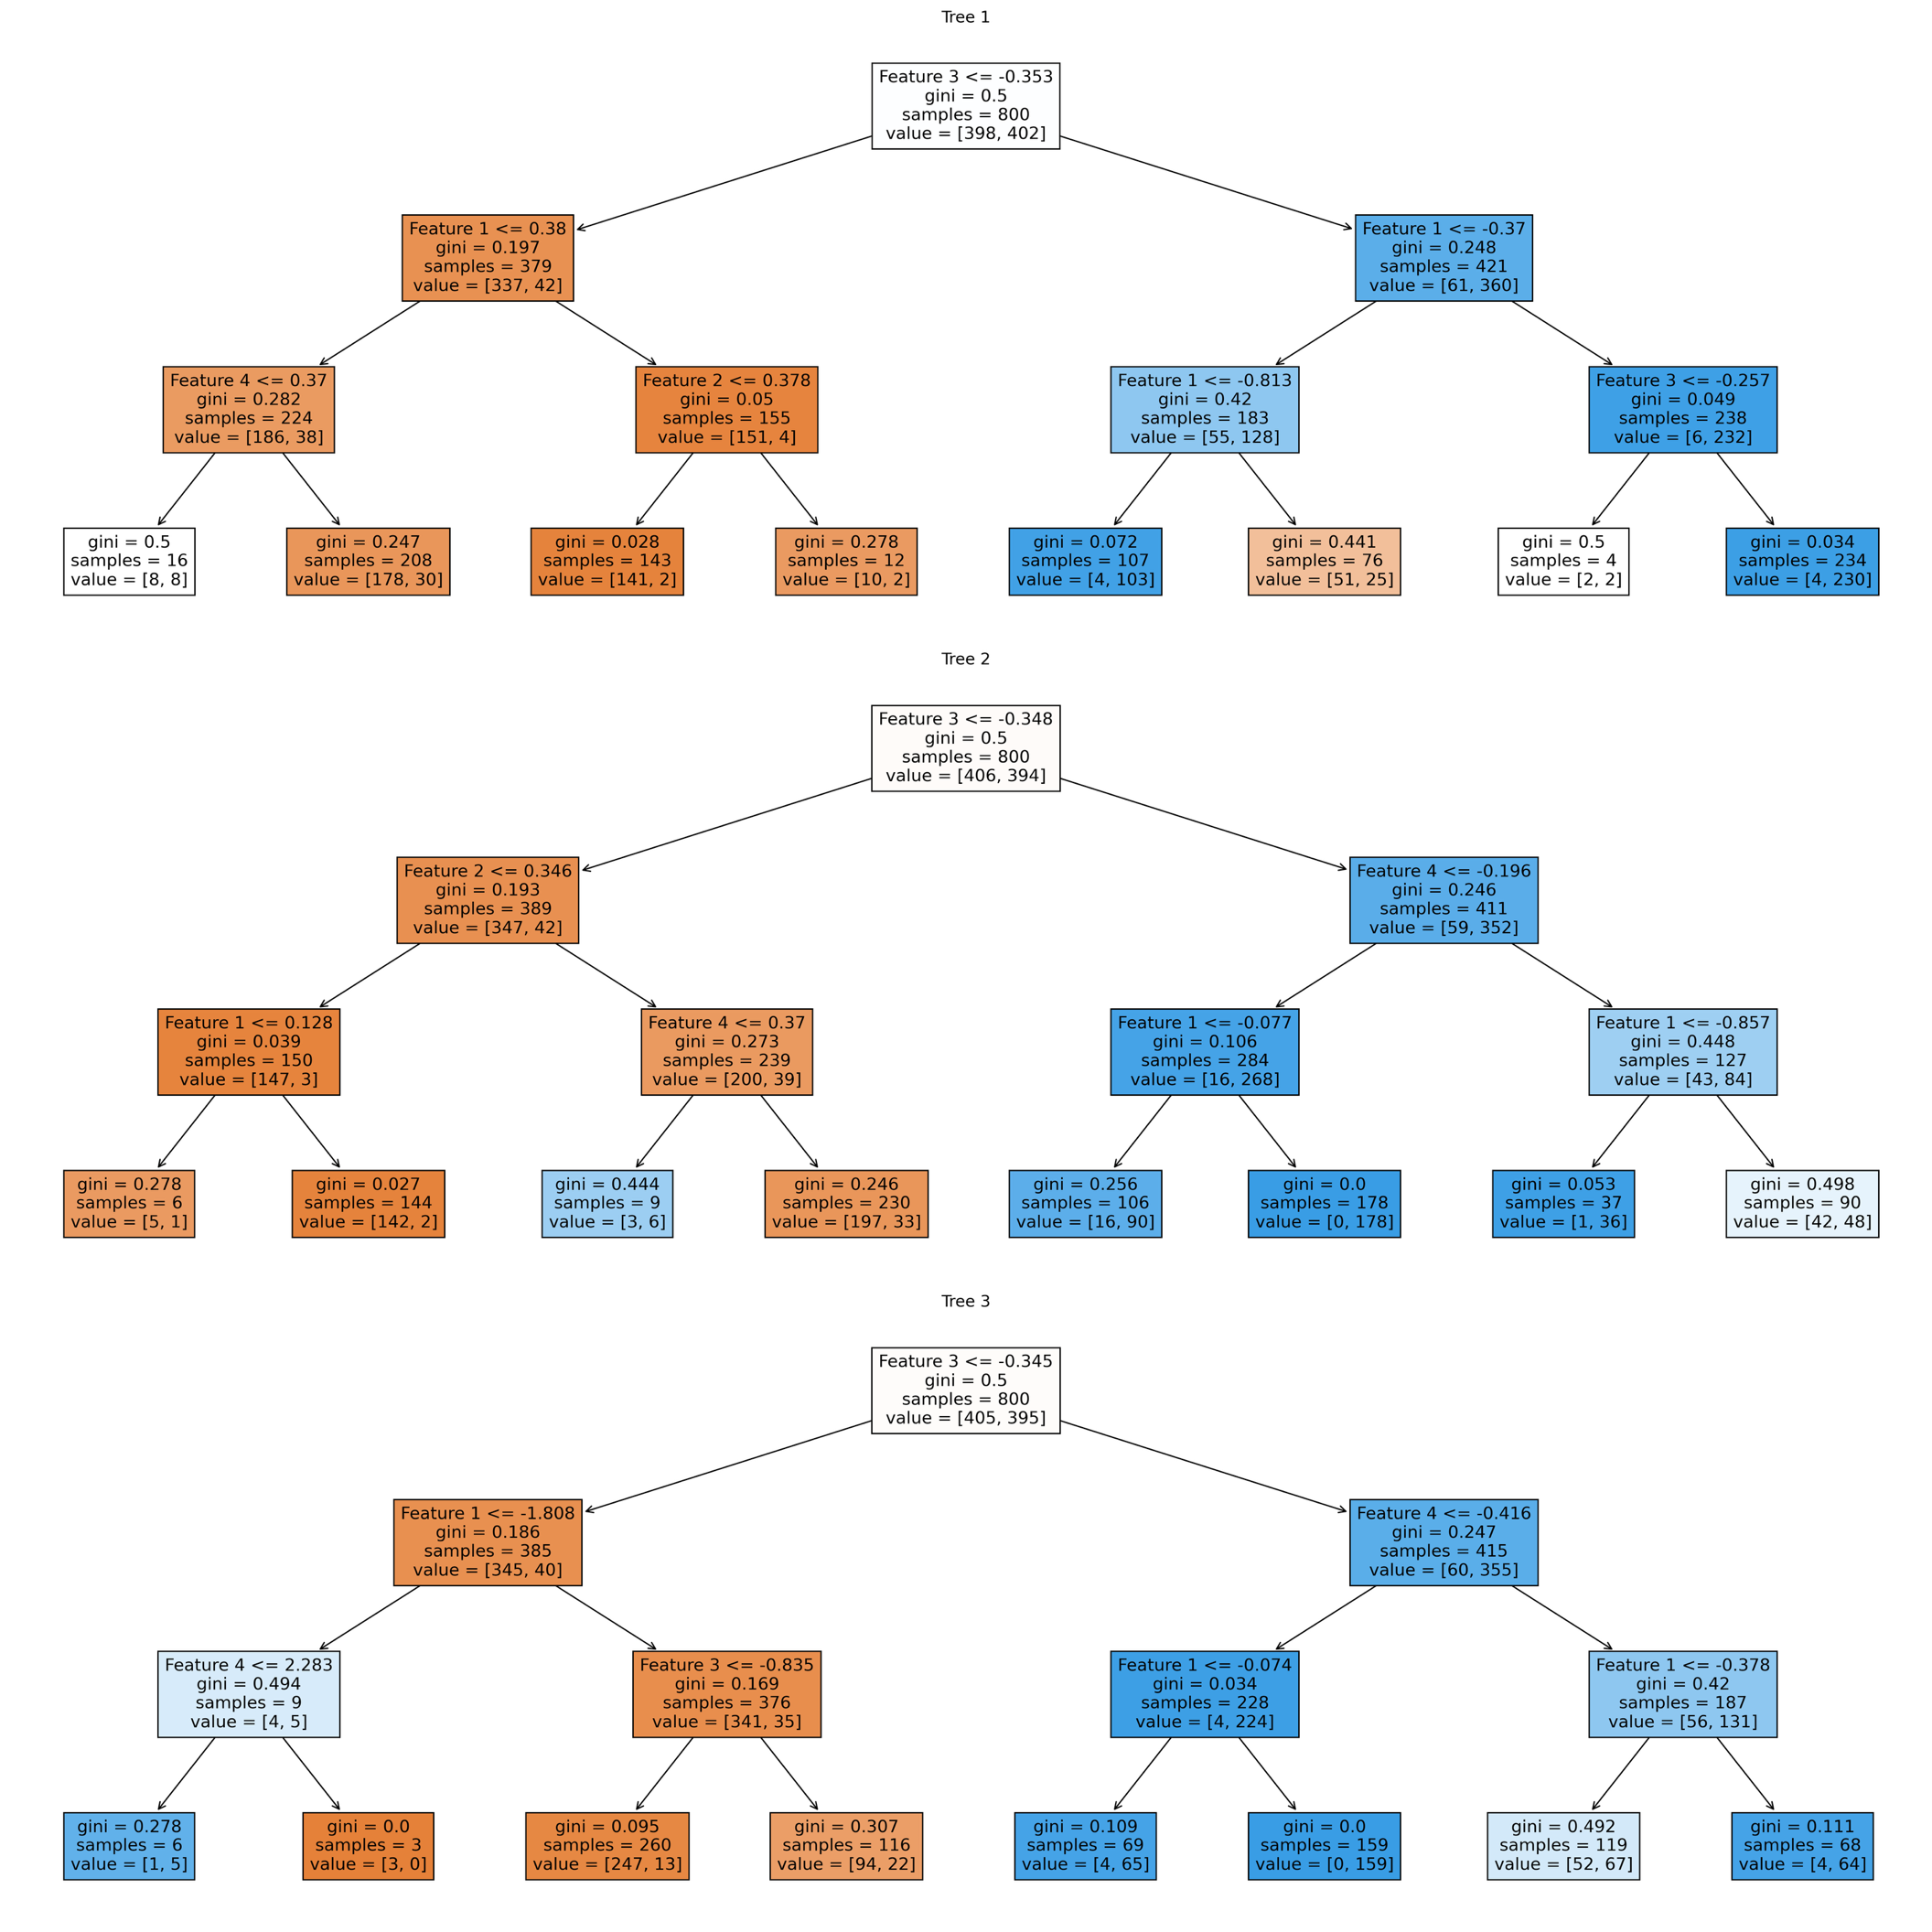 Tree 1
Feature 3 <= -0.353
gini = 0.5
samples = 800
value = [398, 402]
Feature 1 <= 0.38
gini = 0.197
samples = 379
value = [337, 42]
Feature 1 <= -0.37
gini = 0.248
samples = 421
value = [61, 360]
Feature 4 <= 0.37
gini = 0.282
samples = 224
value = [186, 38]
Feature 2 <= 0.378
gini = 0.05
samples = 155
value = [151, 4]
Feature 1 <= -0.813
gini = 0.42
samples = 183
value = [55, 128]
Feature 3 <= -0.257
gini = 0.049
samples = 238
value = [6, 232]
gini = 0.5
samples = 16
value = [8, 8]
gini = 0.247
samples = 208
value = [178, 30]
gini = 0.028
samples = 143
value = [141, 2]
gini = 0.278
samples = 12
value = [10, 2]
gini = 0.072
samples = 107
value = [4, 103]
gini = 0.441
samples = 76
value = [51, 25]
gini = 0.5
samples = 4
value = [2, 2]
gini = 0.034
samples = 234
value = [4, 230]
Tree 2
Feature 3 <= -0.348
gini = 0.5
samples = 800
value = [406, 394]
Feature 2 <= 0.346
gini = 0.193
samples = 389
value = [347, 42]
Feature 4 <= -0.196
gini = 0.246
samples = 411
value = [59, 352]
Feature 1 <= 0.128
gini = 0.039
samples = 150
value = [147, 3]
Feature 4 <= 0.37
gini = 0.273
samples = 239
value = [200, 39]
Feature 1 <= -0.077
gini = 0.106
samples = 284
value = [16, 268]
Feature 1 <= -0.857
gini = 0.448
samples = 127
value = [43, 84]
gini = 0.278
samples = 6
value = [5, 1]
gini = 0.027
samples = 144
value = [142, 2]
gini = 0.444
samples = 9
value = [3, 6]
gini = 0.246
samples = 230
value = [197, 33]
gini = 0.256
samples = 106
value = [16, 90]
gini = 0.0
samples = 178
value = [0, 178]
gini = 0.053
samples = 37
value = [1, 36]
gini = 0.498
samples = 90
value = [42, 48]
Tree 3
Feature 3 <= -0.345
gini = 0.5
samples = 800
value = [405, 395]
Feature 1 <= -1.808
gini = 0.186
samples = 385
value = [345, 40]
Feature 4 <= -0.416
gini = 0.247
samples = 415
value = [60, 355]
Feature 4 <= 2.283
gini = 0.494
samples = 9
value = [4, 5]
Feature 3 <= -0.835
gini = 0.169
samples = 376
value = [341, 35]
Feature 1 <= -0.074
gini = 0.034
samples = 228
value = [4, 224]
Feature 1 <= -0.378
gini = 0.42
samples = 187
value = [56, 131]
gini = 0.278
samples = 6
value = [1, 5]
gini = 0.0
samples = 3
value = [3, 0]
gini = 0.095
samples = 260
value = [247, 13]
gini = 0.307
samples = 116
value = [94, 22]
gini = 0.109
samples = 69
value = [4, 65]
gini = 0.0
samples = 159
value = [0, 159]
gini = 0.492
samples = 119
value = [52, 67]
gini = 0.111
samples = 68
value = [4, 64]